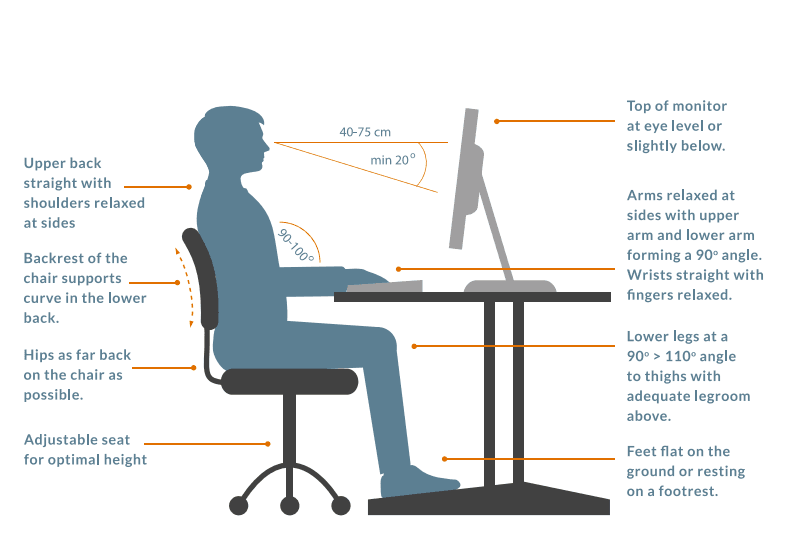 Upper back
straight with
shoulders relaxed
at sides
Backrest of the
chair supports
curve in the lower
back.
Hips as far back
on the chair as
possible.
Adjustable seat
for optimal height
40-75 cm
min 20°
90-100°
Top of monitor
at eye level or
slightly below.
Arms relaxed at
sides with upper
arm and lower arm
forming a 90° angle.
Wrists straight with
fingers relaxed.
Lower legs at a
90° > 110° angle
to thighs with
adequate legroom
above.
Feet flat on the
ground or resting
on a footrest.